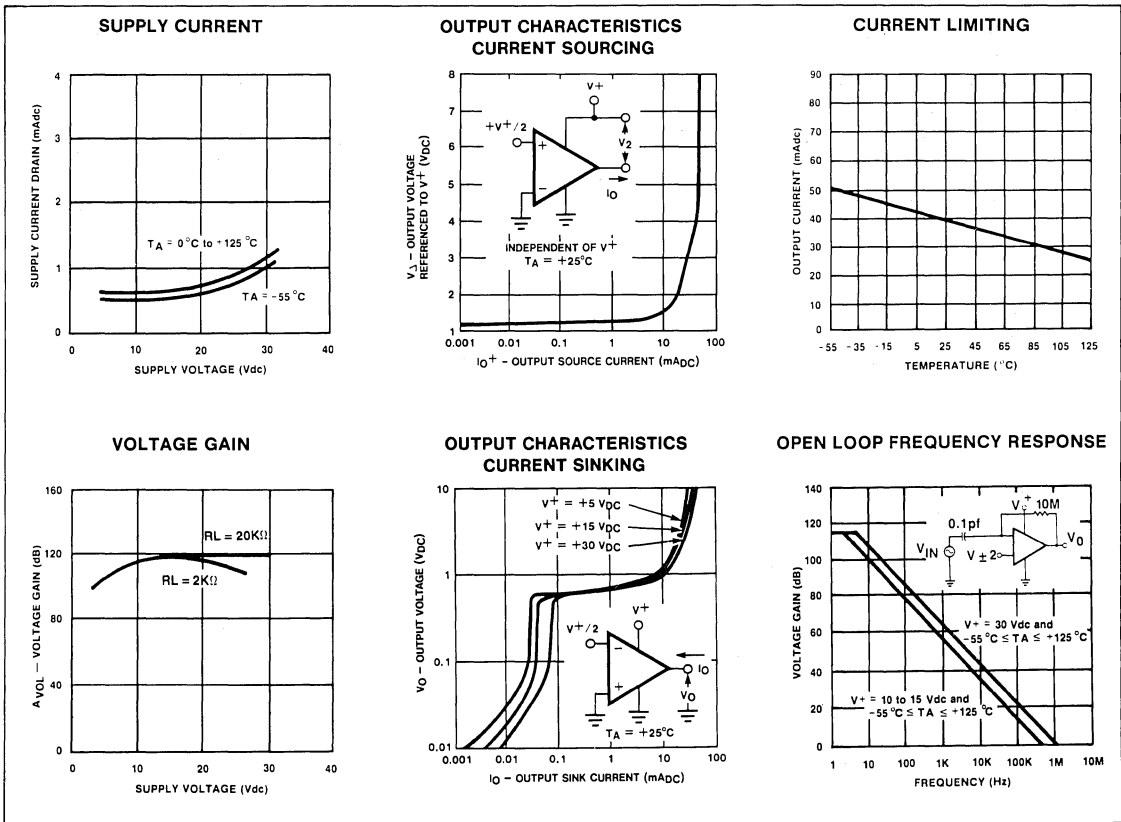 SUPPLY CURRENT
SUPPLY CURRENT DRAIN (mAdc)
4
3
2
1
0
TA = 0°C to +125°C
TA = -55°C
0 10 20 30 40
SUPPLY VOLTAGE (Vdc)
OUTPUT CHARACTERISTICS
CURRENT SOURCING
V∆ – OUTPUT VOLTAGE
REFERENCED TO V+ (VDC)
8
7
6
5
4
3
2
1
V+
+V+/2
+
−
V2
IO
INDEPENDENT OF V+
TA = +25°C
0.001 0.01 0.1 1 10 100
IO+ – OUTPUT SOURCE CURRENT (mADC)
CURRENT LIMITING
OUTPUT CURRENT (mAdc)
90
80
70
60
50
40
30
20
10
0
-55 -35 -15 5 25 45 65 85 105 125
TEMPERATURE (°C)
VOLTAGE GAIN
AVOL — VOLTAGE GAIN (dB)
160
120
80
40
0
RL = 20KΩ
RL = 2KΩ
0 10 20 30 40
SUPPLY VOLTAGE (Vdc)
OUTPUT CHARACTERISTICS
CURRENT SINKING
VO – OUTPUT VOLTAGE (VDC)
10
1
0.1
0.01
V+ = +5 VDC
V+ = +15 VDC
V+ = +30 VDC
V+
V+/2
−
+
IO
VO
TA = +25°C
0.001 0.01 0.1 1 10 100
IO – OUTPUT SINK CURRENT (mADC)
OPEN LOOP FREQUENCY RESPONSE
VOLTAGE GAIN (dB)
140
120
100
80
60
40
20
0
V+
10M
0.1pf
VIN
V±2
VO
V+ = 30 Vdc and
-55°C ≤ TA ≤ +125°C
V+ = 10 to 15 Vdc and
-55°C ≤ TA ≤ +125°C
1 10 100 1K 10K 100K 1M 10M
FREQUENCY (Hz)